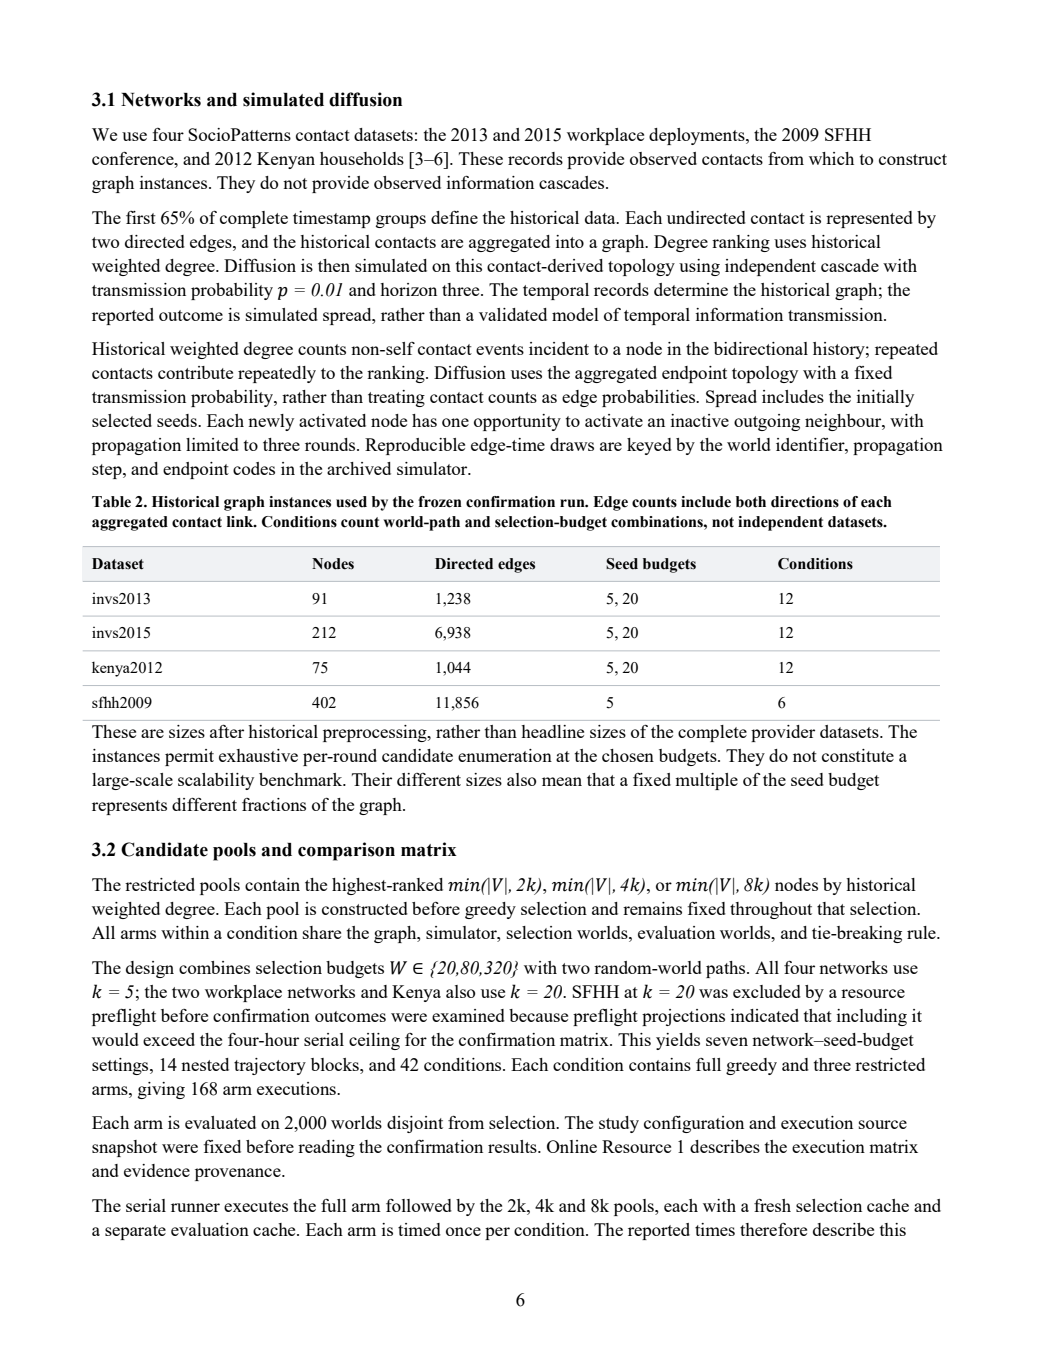 3.1 Networks and simulated diffusion
We use four SocioPatterns contact datasets: the 2013 and 2015 workplace deployments, the 2009 SFHH
conference, and 2012 Kenyan households [3–6]. These records provide observed contacts from which to construct
graph instances. They do not provide observed information cascades.
The first 65% of complete timestamp groups define the historical data. Each undirected contact is represented by
two directed edges, and the historical contacts are aggregated into a graph. Degree ranking uses historical
weighted degree. Diffusion is then simulated on this contact-derived topology using independent cascade with
transmission probability p = 0.01 and horizon three. The temporal records determine the historical graph; the
reported outcome is simulated spread, rather than a validated model of temporal information transmission.
Historical weighted degree counts non-self contact events incident to a node in the bidirectional history; repeated
contacts contribute repeatedly to the ranking. Diffusion uses the aggregated endpoint topology with a fixed
transmission probability, rather than treating contact counts as edge probabilities. Spread includes the initially
selected seeds. Each newly activated node has one opportunity to activate an inactive outgoing neighbour, with
propagation limited to three rounds. Reproducible edge-time draws are keyed by the world identifier, propagation
step, and endpoint codes in the archived simulator.
Table 2. Historical graph instances used by the frozen confirmation run. Edge counts include both directions of each
aggregated contact link. Conditions count world-path and selection-budget combinations, not independent datasets.
Dataset Nodes Directed edges Seed budgets Conditions
invs2013 91 1,238 5, 20 12
invs2015 212 6,938 5, 20 12
kenya2012 75 1,044 5, 20 12
sfhh2009 402 11,856 5 6
These are sizes after historical preprocessing, rather than headline sizes of the complete provider datasets. The
instances permit exhaustive per-round candidate enumeration at the chosen budgets. They do not constitute a
large-scale scalability benchmark. Their different sizes also mean that a fixed multiple of the seed budget
represents different fractions of the graph.
3.2 Candidate pools and comparison matrix
The restricted pools contain the highest-ranked min(|V|, 2k), min(|V|, 4k), or min(|V|, 8k) nodes by historical
weighted degree. Each pool is constructed before greedy selection and remains fixed throughout that selection.
All arms within a condition share the graph, simulator, selection worlds, evaluation worlds, and tie-breaking rule.
The design combines selection budgets W ∈ {20,80,320} with two random-world paths. All four networks use
k = 5; the two workplace networks and Kenya also use k = 20. SFHH at k = 20 was excluded by a resource
preflight before confirmation outcomes were examined because preflight projections indicated that including it
would exceed the four-hour serial ceiling for the confirmation matrix. This yields seven network–seed-budget
settings, 14 nested trajectory blocks, and 42 conditions. Each condition contains full greedy and three restricted
arms, giving 168 arm executions.
Each arm is evaluated on 2,000 worlds disjoint from selection. The study configuration and execution source
snapshot were fixed before reading the confirmation results. Online Resource 1 describes the execution matrix
and evidence provenance.
The serial runner executes the full arm followed by the 2k, 4k and 8k pools, each with a fresh selection cache and
a separate evaluation cache. Each arm is timed once per condition. The reported times therefore describe this
6